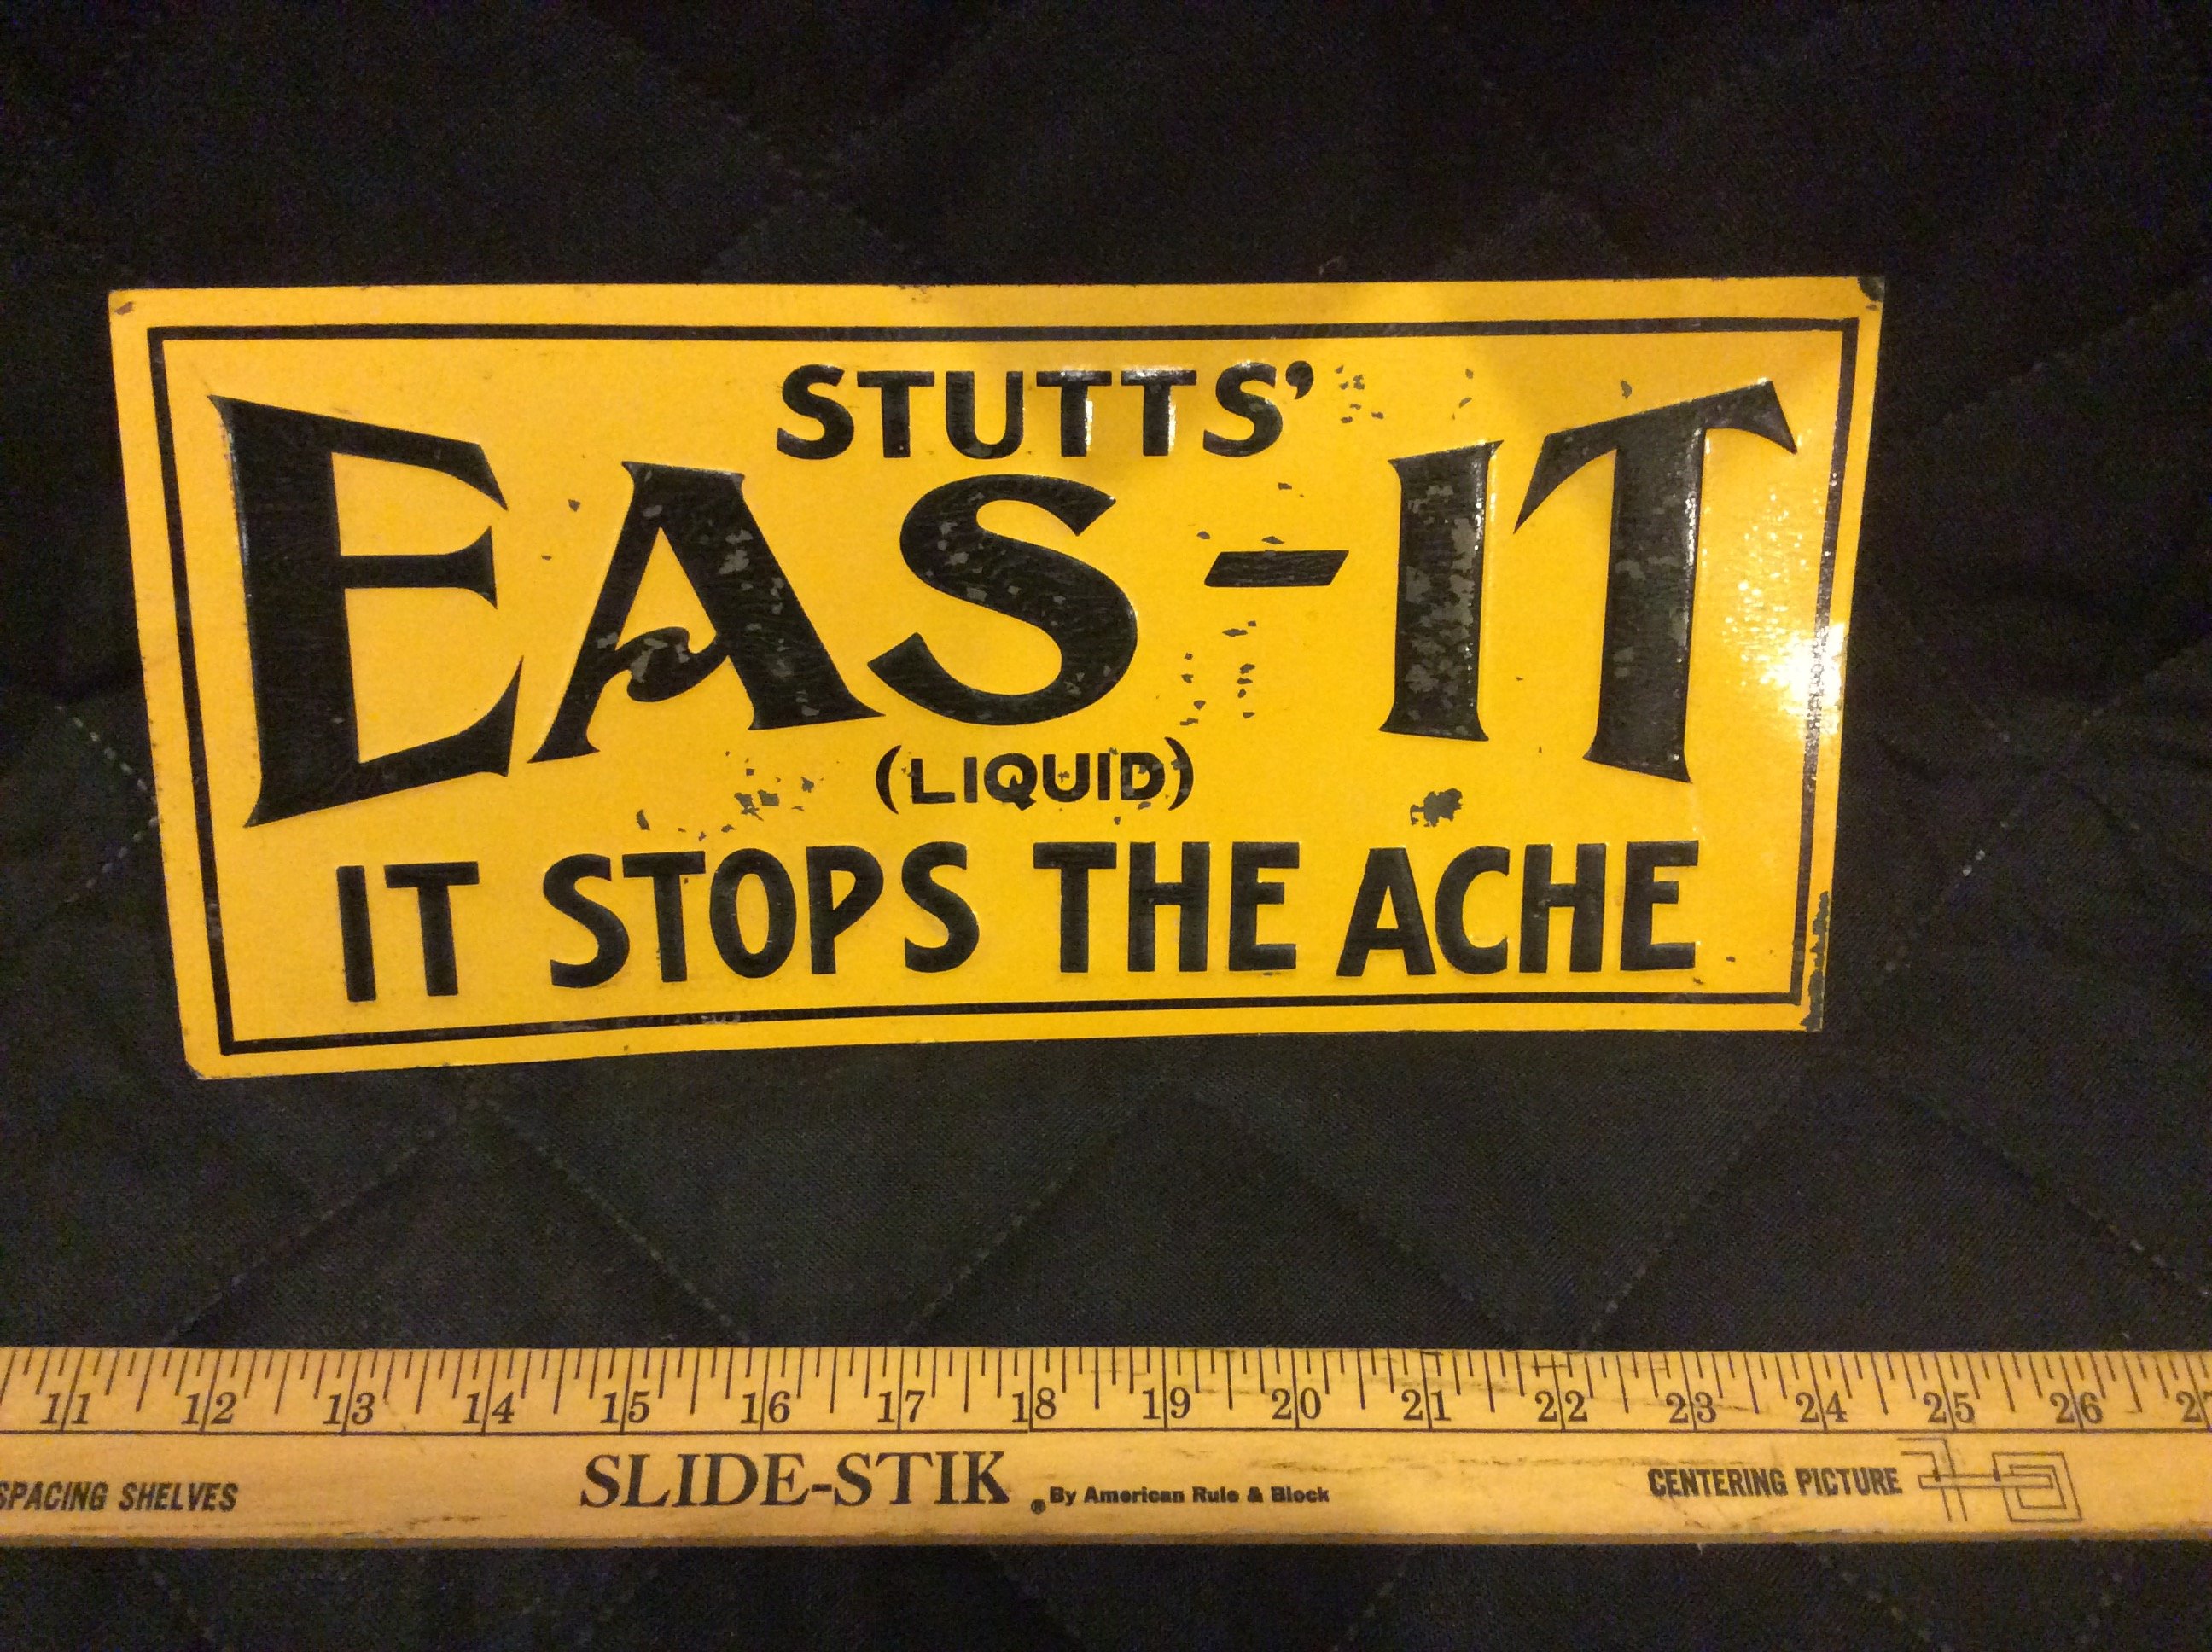 STUTTS'
EAS-IT
(LIQUID)
IT STOPS THE ACHE
11 12 13 14 15 16 17 18 19 20 21 22 23 24 25 26
SPACING SHELVES SLIDE-STIK ® By American Rule & Block CENTERING PICTURE